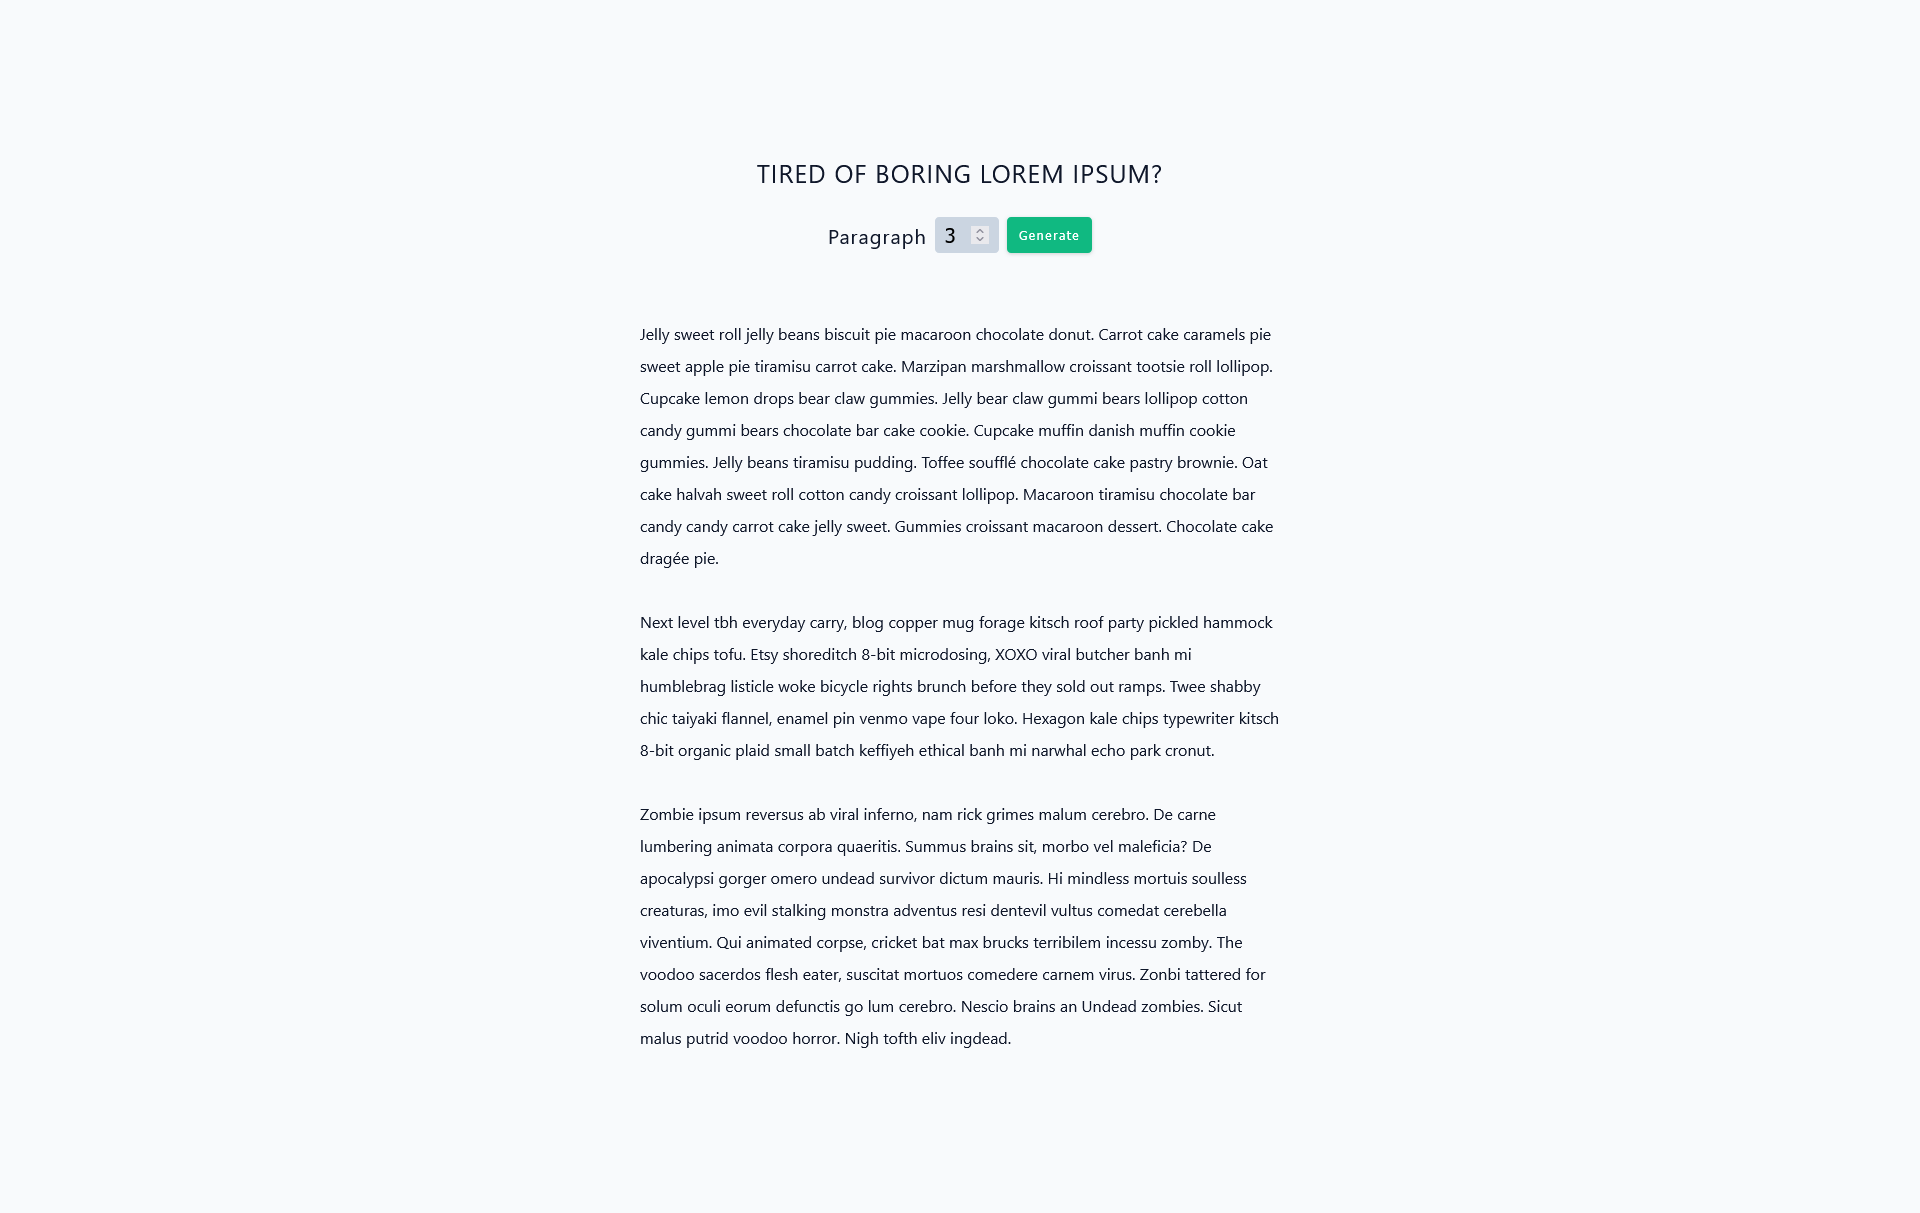 TIRED OF BORING LOREM IPSUM?
Paragraph 3 Generate
Jelly sweet roll jelly beans biscuit pie macaroon chocolate donut. Carrot cake caramels pie
sweet apple pie tiramisu carrot cake. Marzipan marshmallow croissant tootsie roll lollipop.
Cupcake lemon drops bear claw gummies. Jelly bear claw gummi bears lollipop cotton
candy gummi bears chocolate bar cake cookie. Cupcake muffin danish muffin cookie
gummies. Jelly beans tiramisu pudding. Toffee soufflé chocolate cake pastry brownie. Oat
cake halvah sweet roll cotton candy croissant lollipop. Macaroon tiramisu chocolate bar
candy candy carrot cake jelly sweet. Gummies croissant macaroon dessert. Chocolate cake
dragée pie.
Next level tbh everyday carry, blog copper mug forage kitsch roof party pickled hammock
kale chips tofu. Etsy shoreditch 8-bit microdosing, XOXO viral butcher banh mi
humblebrag listicle woke bicycle rights brunch before they sold out ramps. Twee shabby
chic taiyaki flannel, enamel pin venmo vape four loko. Hexagon kale chips typewriter kitsch
8-bit organic plaid small batch keffiyeh ethical banh mi narwhal echo park cronut.
Zombie ipsum reversus ab viral inferno, nam rick grimes malum cerebro. De carne
lumbering animata corpora quaeritis. Summus brains sit, morbo vel maleficia? De
apocalypsi gorger omero undead survivor dictum mauris. Hi mindless mortuis soulless
creaturas, imo evil stalking monstra adventus resi dentevil vultus comedat cerebella
viventium. Qui animated corpse, cricket bat max brucks terribilem incessu zomby. The
voodoo sacerdos flesh eater, suscitat mortuos comedere carnem virus. Zonbi tattered for
solum oculi eorum defunctis go lum cerebro. Nescio brains an Undead zombies. Sicut
malus putrid voodoo horror. Nigh tofth eliv ingdead.